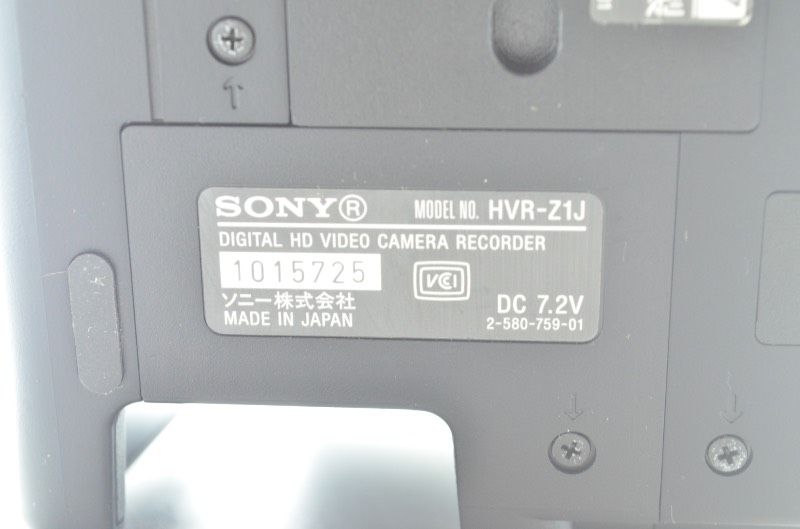 SONY® MODEL NO. HVR-Z1J
DIGITAL HD VIDEO CAMERA RECORDER
1015725
VCI
ソニー株式会社
DC 7.2V
MADE IN JAPAN
2-580-759-01